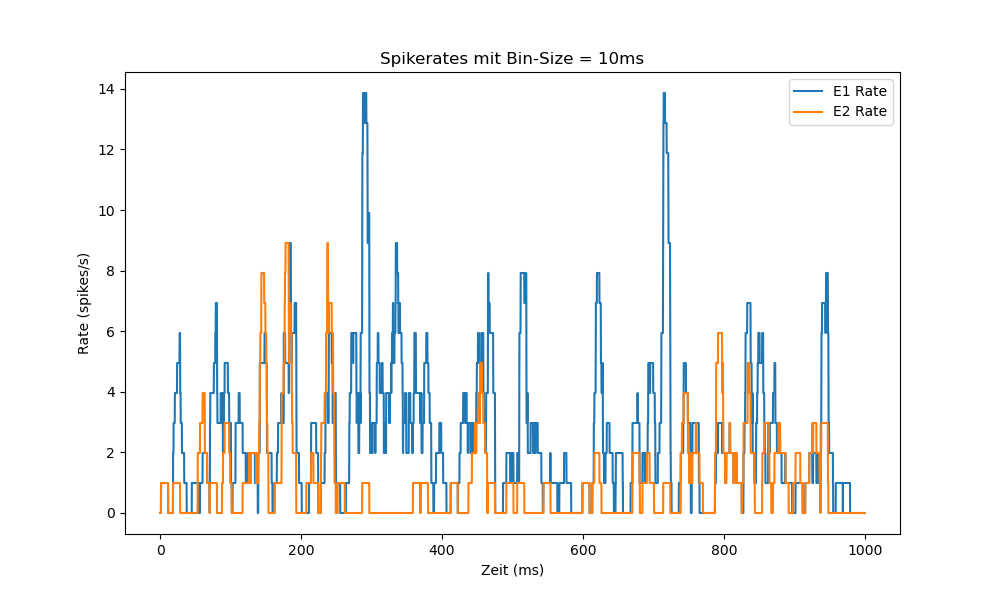 Spikerates mit Bin-Size = 10ms
E1 Rate
E2 Rate
14
12
10
8
6
4
2
0
Rate (spikes/s)
0 200 400 600 800 1000
Zeit (ms)